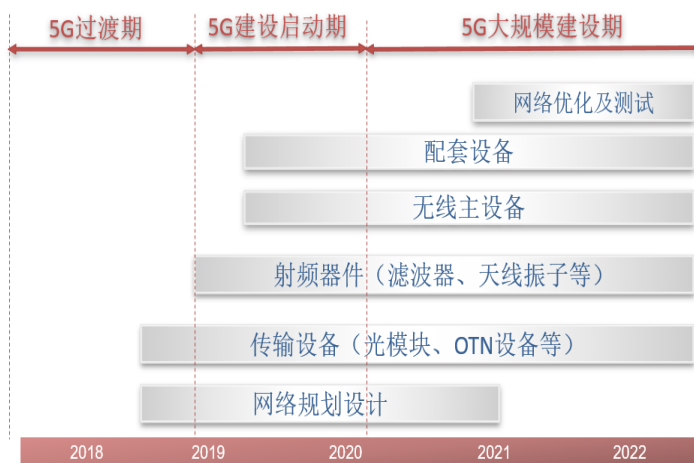 5G过渡期 5G建设启动期 5G大规模建设期
网络优化及测试
配套设备
无线主设备
射频器件（滤波器、天线振子等）
传输设备（光模块、OTN设备等）
网络规划设计
2018 2019 2020 2021 2022